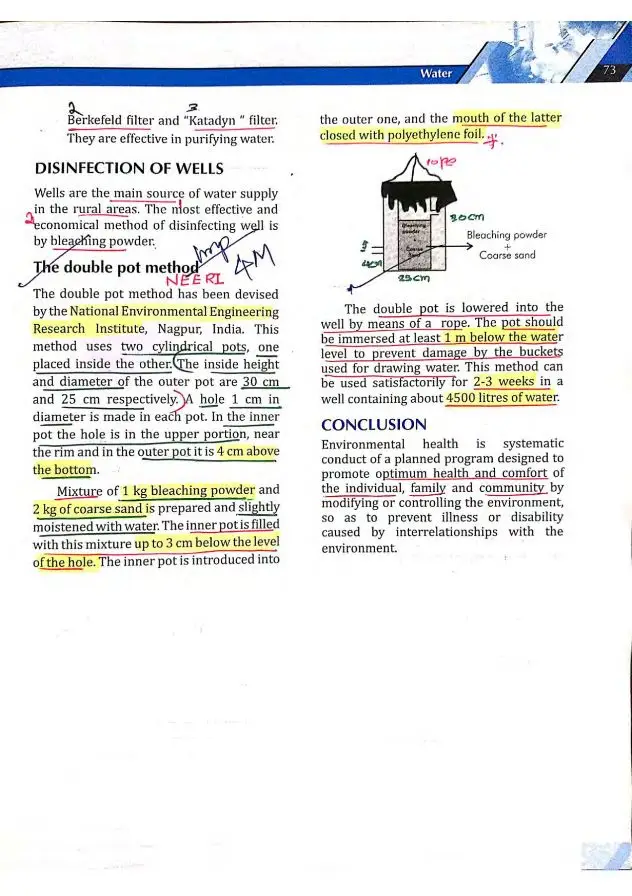 Water
73
2
3
Berkefeld filter and “Katadyn ” filter.
They are effective in purifying water.
DISINFECTION OF WELLS
Wells are the main source of water supply
in the rural areas. The most effective and
2
economical method of disinfecting well is
by bleaching powder.
Imp
4M
The double pot method
NEERI
The double pot method has been devised
by the National Environmental Engineering
Research Institute, Nagpur, India. This
method uses two cylindrical pots, one
placed inside the other. The inside height
and diameter of the outer pot are 30 cm
and 25 cm respectively. A hole 1 cm in
diameter is made in each pot. In the inner
pot the hole is in the upper portion, near
the rim and in the outer pot it is 4 cm above
the bottom.
Mixture of 1 kg bleaching powder and
2 kg of coarse sand is prepared and slightly
moistened with water. The inner pot is filled
with this mixture up to 3 cm below the level
of the hole. The inner pot is introduced into
the outer one, and the mouth of the latter
closed with polyethylene foil.
rope
30cm
Bleaching
powder
Coarse
Sand
4cm
25cm
Bleaching powder
+
Coarse sand
The double pot is lowered into the
well by means of a rope. The pot should
be immersed at least 1 m below the water
level to prevent damage by the buckets
used for drawing water. This method can
be used satisfactorily for 2-3 weeks in a
well containing about 4500 litres of water.
CONCLUSION
Environmental health is systematic
conduct of a planned program designed to
promote optimum health and comfort of
the individual, family and community by
modifying or controlling the environment,
so as to prevent illness or disability
caused by interrelationships with the
environment.